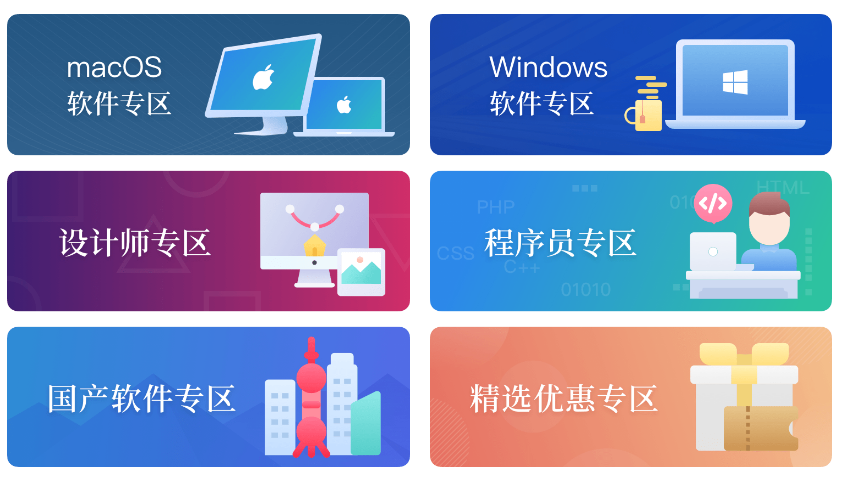 macOS
软件专区
Windows
软件专区
设计师专区
PHP
HTML
CSS
C++
01010
程序员专区
</>
国产软件专区
精选优惠专区